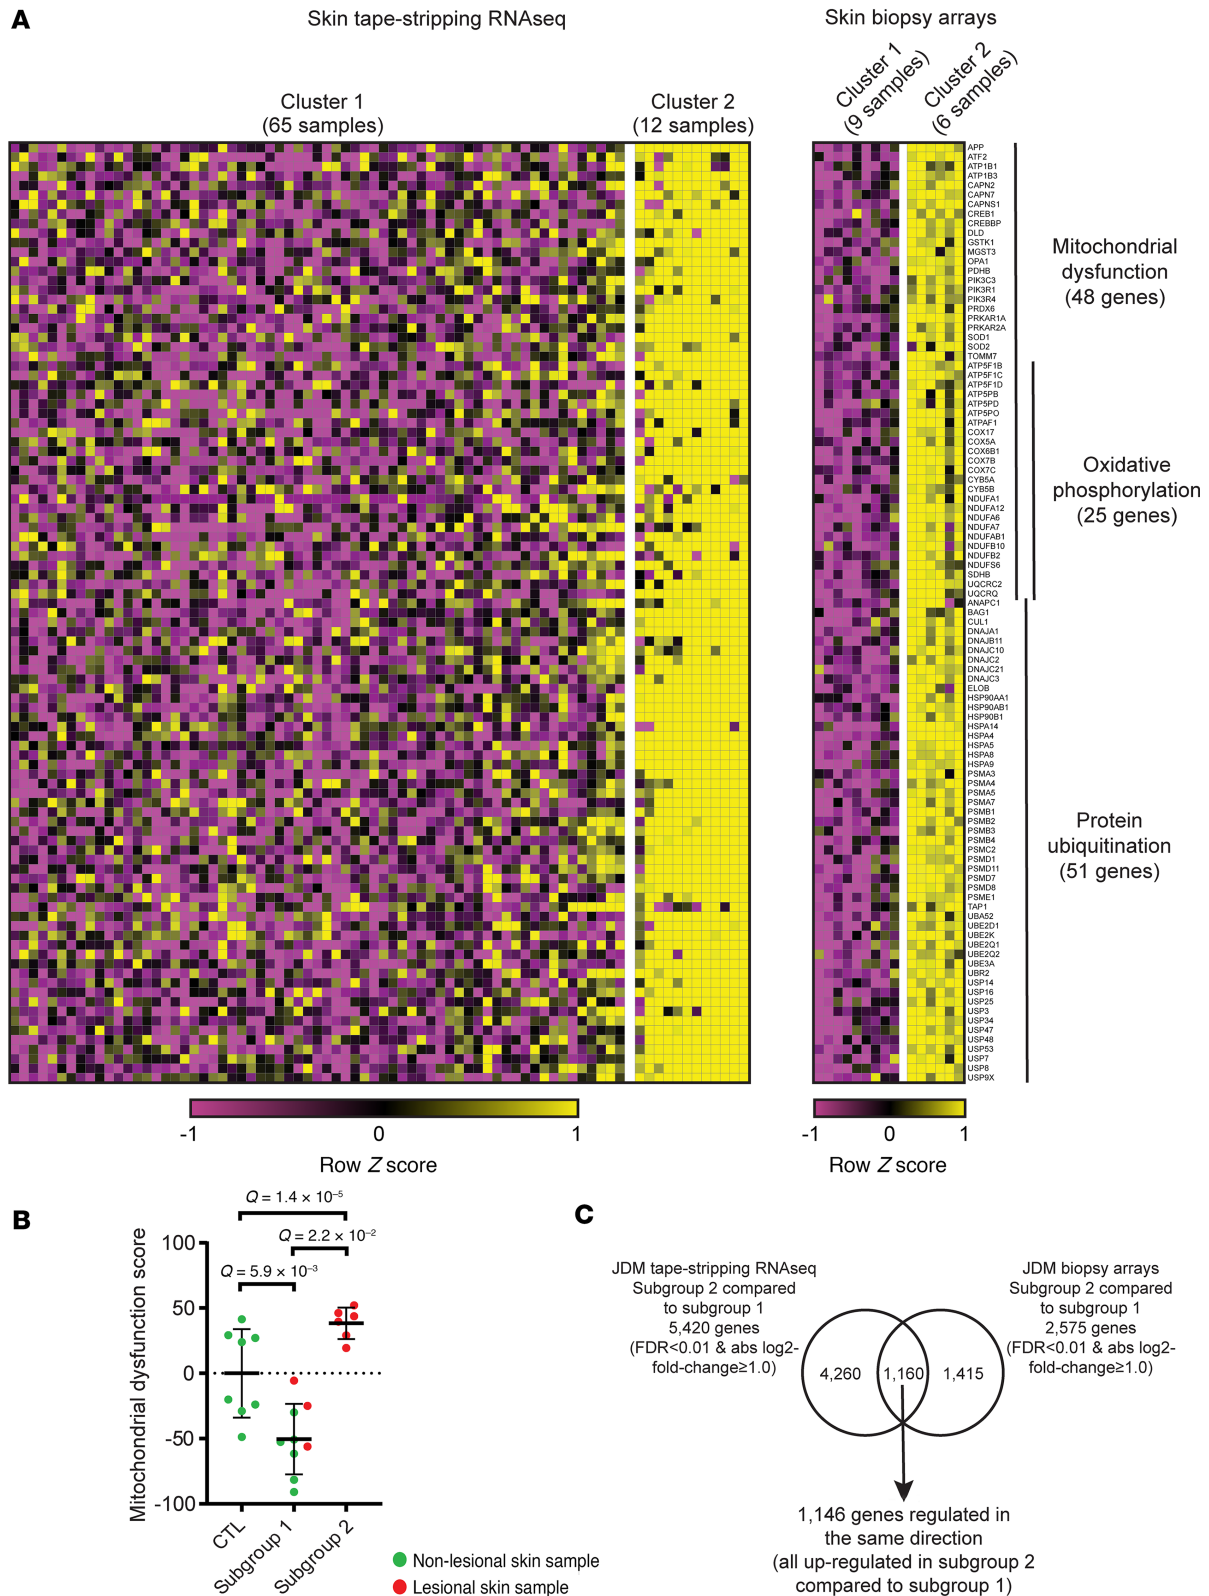 A
Skin tape-stripping RNAseq
Skin biopsy arrays
Cluster 1
(65 samples)
Cluster 2
(12 samples)
Cluster 1
(9 samples)
Cluster 2
(6 samples)
APP
ATF2
ATP1B1
ATP1B3
CAPN2
CAPN7
CAPNS1
CREB1
CREBBP
DLD
GSTK1
MGST3
OPA1
PDHB
PIK3C3
PIK3R1
PIK3R4
PRDX6
PRKAR1A
PRKAR2A
SOD1
SOD2
TOMM7
ATP5F1B
ATP5F1C
ATP5F1D
ATP5PB
ATP5PD
ATP5PO
ATPAF1
COX17
COX5A
COX6B1
COX7B
COX7C
CYB5A
CYB5B
NDUFA1
NDUFA12
NDUFA6
NDUFA7
NDUFAB1
NDUFB10
NDUFB2
NDUFS6
SDHB
UQCRC2
UQCRQ
ANAPC1
BAG1
CUL1
DNAJA1
DNAJB11
DNAJC10
DNAJC2
DNAJC21
DNAJC3
ELOB
HSP90AA1
HSP90AB1
HSP90B1
HSPA14
HSPA4
HSPA5
HSPA8
HSPA9
PSMA3
PSMA4
PSMA5
PSMA7
PSMB1
PSMB2
PSMB3
PSMB4
PSMC2
PSMD1
PSMD11
PSMD7
PSMD8
PSME1
TAP1
UBA52
UBE2D1
UBE2K
UBE2Q1
UBE2Q2
UBE3A
UBR2
USP14
USP16
USP25
USP3
USP34
USP47
USP48
USP53
USP7
USP8
USP9X
Mitochondrial
dysfunction
(48 genes)
Oxidative
phosphorylation
(25 genes)
Protein
ubiquitination
(51 genes)
-1 0 1
Row Z score
-1 0 1
Row Z score
B
Q = 1.4 × 10⁻⁵
Q = 2.2 × 10⁻²
Q = 5.9 × 10⁻³
Mitochondrial dysfunction score
100
50
0
-50
-100
CTL
Subgroup 1
Subgroup 2
Non-lesional skin sample
Lesional skin sample
C
JDM tape-stripping RNAseq
Subgroup 2 compared
to subgroup 1
5,420 genes
(FDR<0.01 & abs log2-
fold-change≥1.0)
JDM biopsy arrays
Subgroup 2 compared
to subgroup 1
2,575 genes
(FDR<0.01 & abs log2-
fold-change≥1.0)
4,260 1,160 1,415
1,146 genes regulated in
the same direction
(all up-regulated in subgroup 2
compared to subgroup 1)